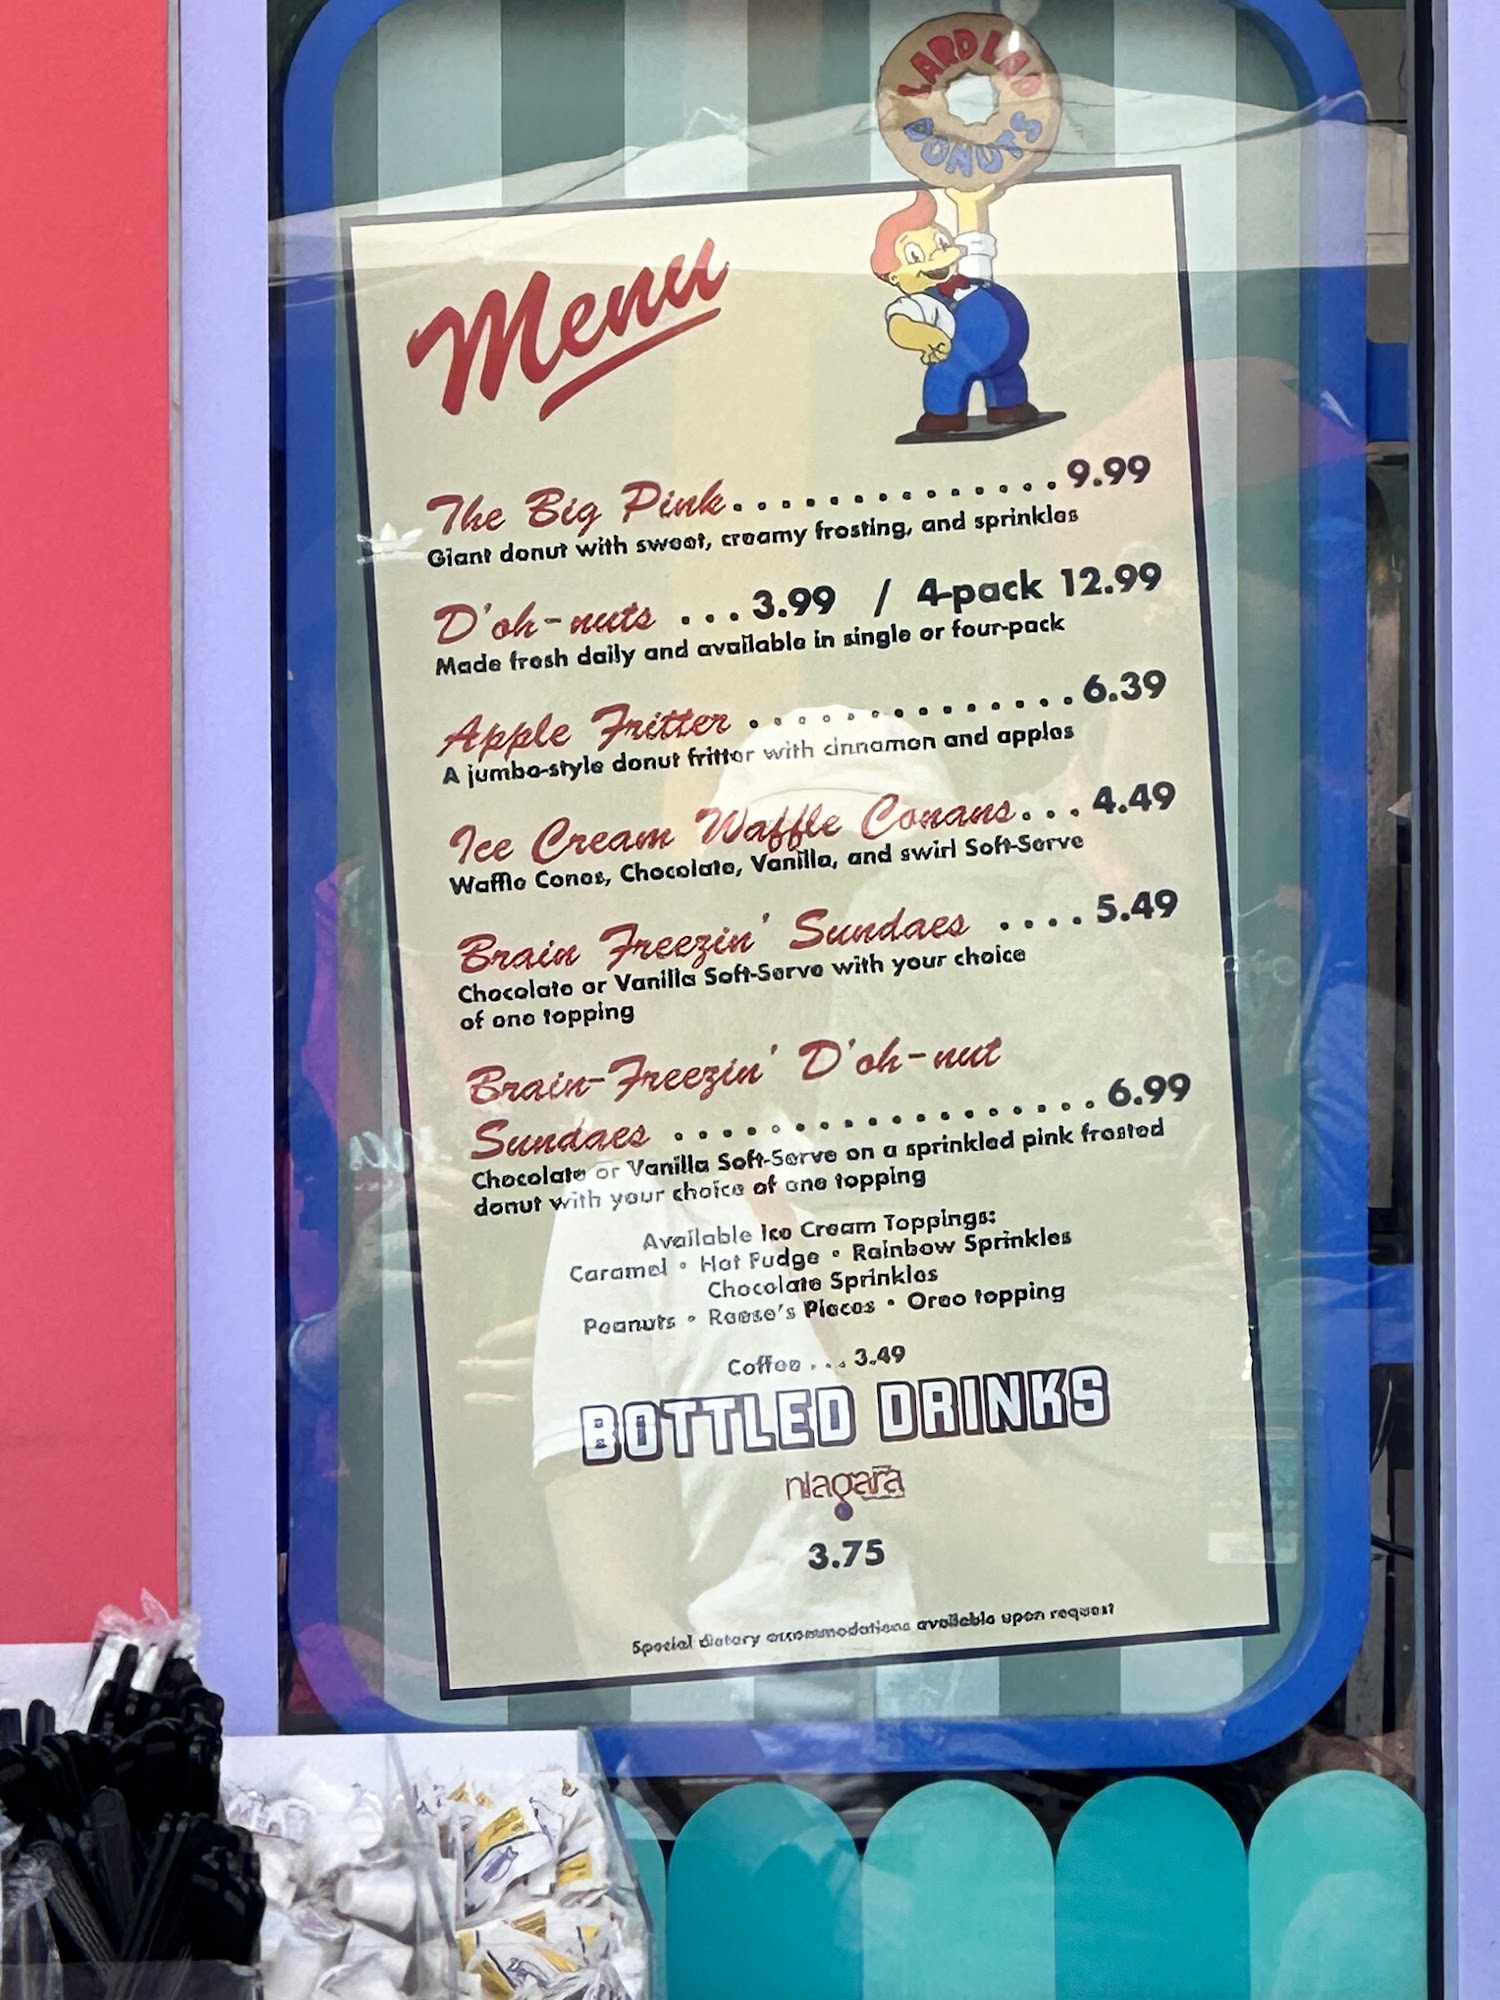 LARD LAD
DONUTS
Menu
The Big Pink..............9.99
Giant donut with sweet, creamy frosting, and sprinkles
D'oh-nuts ...3.99 / 4-pack 12.99
Made fresh daily and available in single or four-pack
Apple Fritter ..............6.39
A jumbo-style donut fritter with cinnamon and apples
Ice Cream Waffle Conans...4.49
Waffle Cones, Chocolate, Vanilla, and swirl Soft-Serve
Brain Freezin' Sundaes ....5.49
Chocolate or Vanilla Soft-Serve with your choice
of one topping
Brain-Freezin' D'oh-nut
Sundaes ..................6.99
Chocolate or Vanilla Soft-Serve on a sprinkled pink frosted
donut with your choice of one topping
Available Ice Cream Toppings:
Caramel • Hot Fudge • Rainbow Sprinkles
Chocolate Sprinkles
Peanuts • Reese's Pieces • Oreo topping
Coffee ... 3.49
BOTTLED DRINKS
niagara
3.75
Special dietary accommodations available upon request